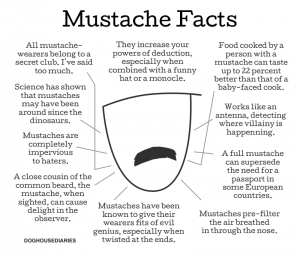 Mustache Facts
All mustache-
wearers belong to a
secret club. I've said
too much.
They increase your
powers of deduction,
especially when
combined with a funny
hat or a monocle.
Food cooked by a
person with a
mustache can taste
up to 22 percent
better than that of a
baby-faced cook.
Science has shown
that mustaches
may have been
around since the
dinosaurs.
Works like an
antenna, detecting
where villainy is
happenning.
Mustaches are
completely
impervious
to haters.
A full mustache
can supersede
the need for a
passport in
some European
countries.
A close cousin of the
common beard, the
mustache, when
sighted, can cause
delight in the
observer.
Mustaches have been
known to give their
wearers fits of evil
genius, especially when
twisted at the ends.
Mustaches pre-filter
the air breathed
in through the nose.
DOGHOUSEDIARIES